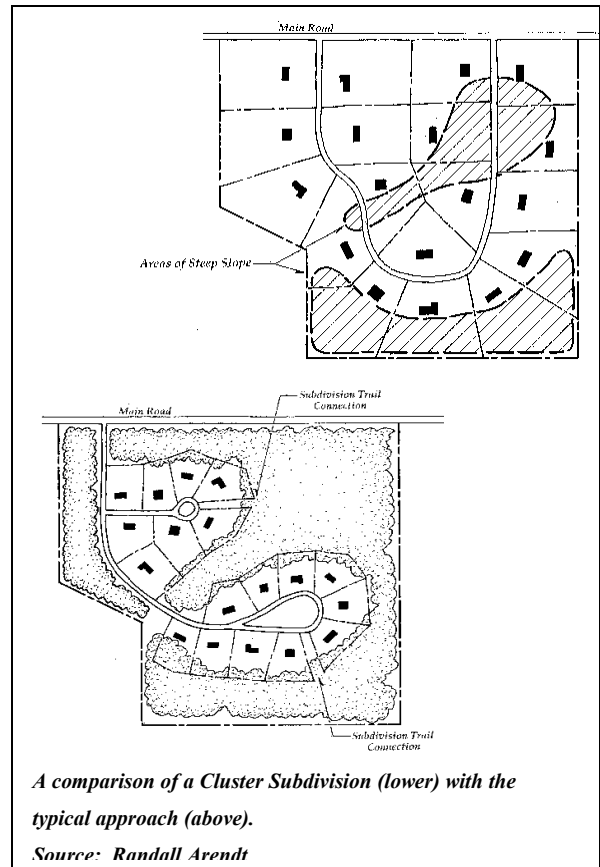 Main Road
Areas of Steep Slope
Subdivision Trail
Connection
Main Road
Subdivision Trail
Connection
A comparison of a Cluster Subdivision (lower) with the
typical approach (above).
Source: Randall Arendt